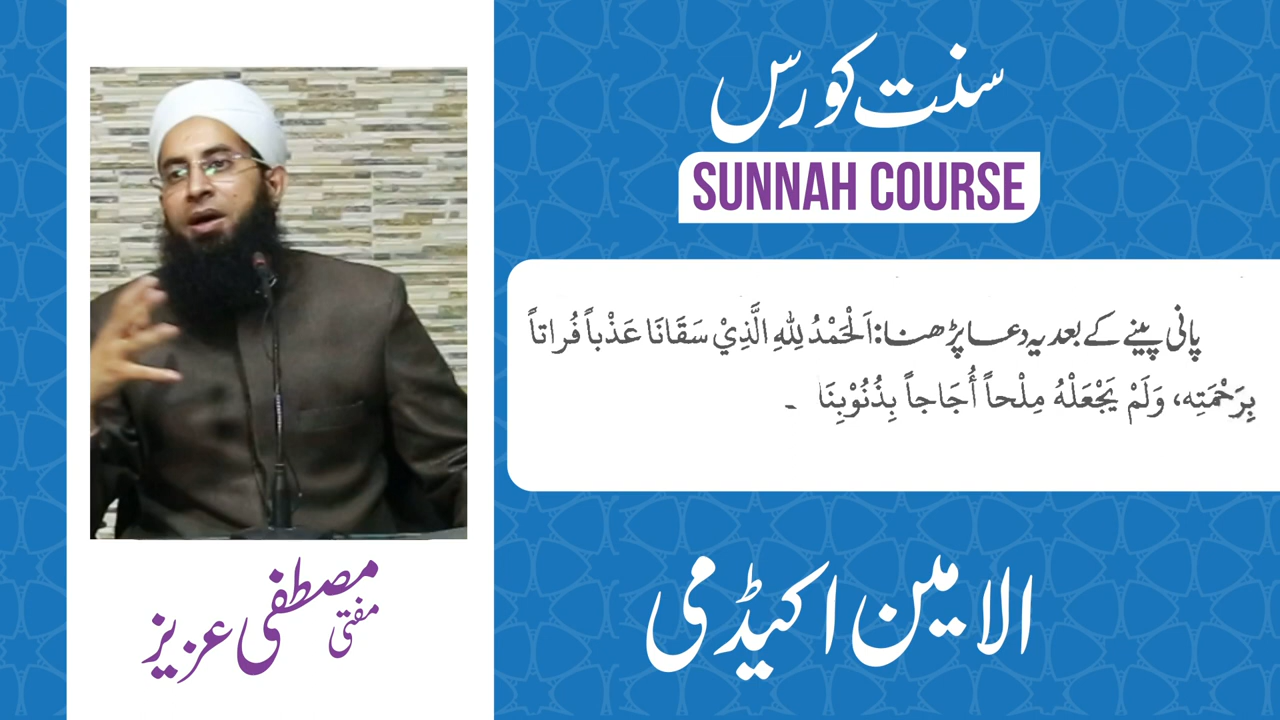 سنت کورس
SUNNAH COURSE
پانی پینے کے بعد یہ دعا پڑھنا: اَلْحَمْدُ لِلّٰهِ الَّذِيْ سَقَانَا عَذْباً فُراتاً
بِرَحْمَتِه، وَلَمْ يَجْعَلْهُ مِلْحاً أُجَاجاً بِذُنُوْبِنَا ۔
مفتی مصطفی عزیز
الامین اکیڈمی